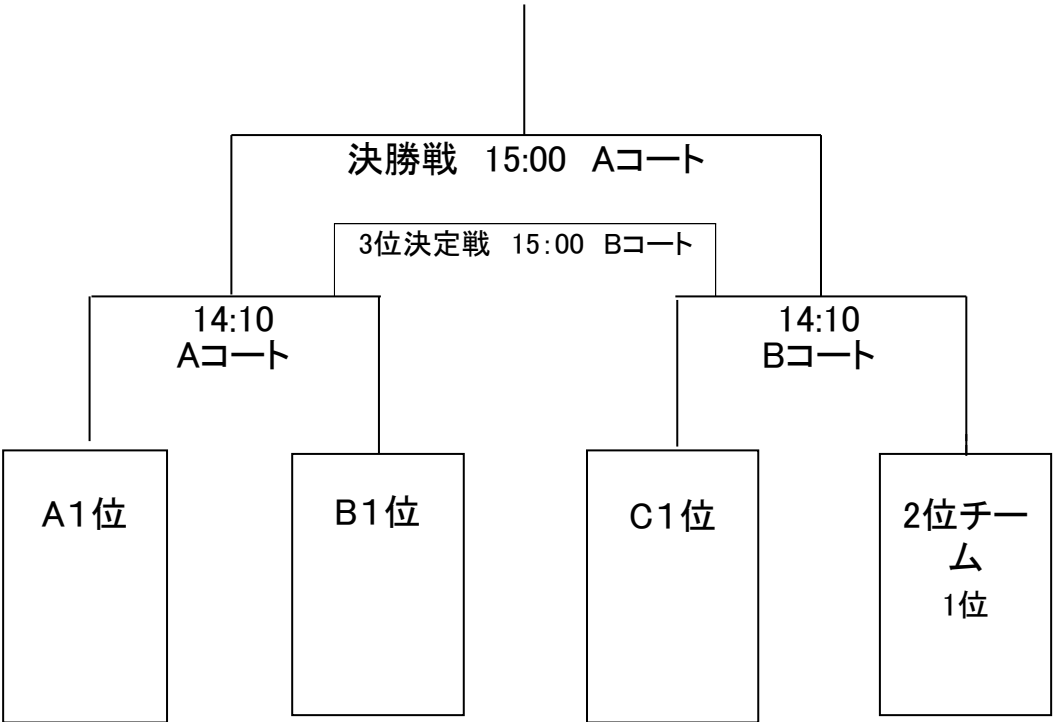 決勝戦　15:00　Aコート
3位決定戦　15：00　Bコート
14:10
Aコート
14:10
Bコート
A１位
B１位
C１位
2位チー
ム
1位